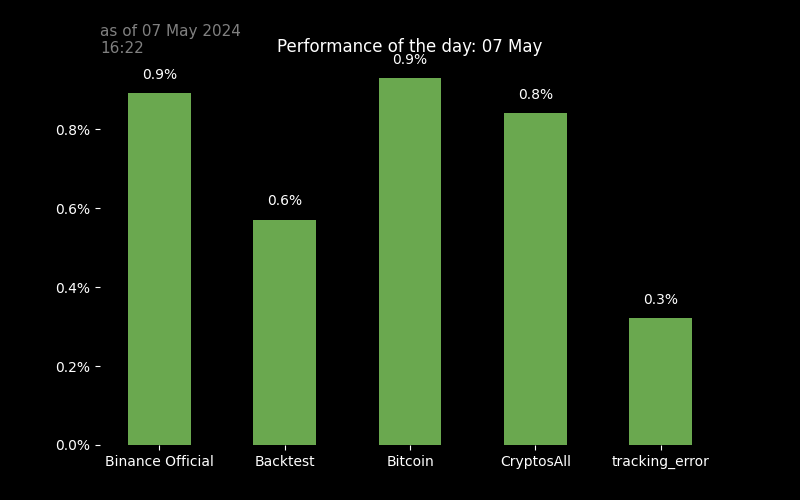 as of 07 May 2024
16:22
Performance of the day: 07 May
0.9%
0.6%
0.9%
0.8%
0.3%
0.8%
0.6%
0.4%
0.2%
0.0%
Binance Official
Backtest
Bitcoin
CryptosAll
tracking_error